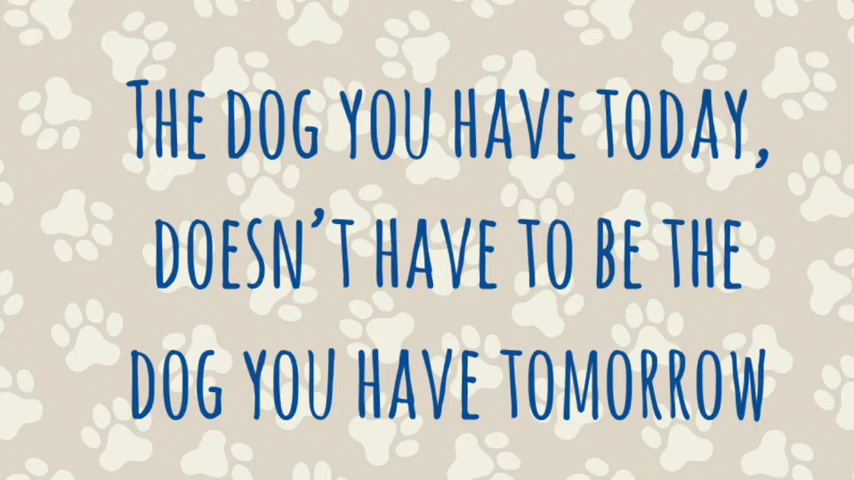 The dog you have today,
doesn't have to be the
dog you have tomorrow